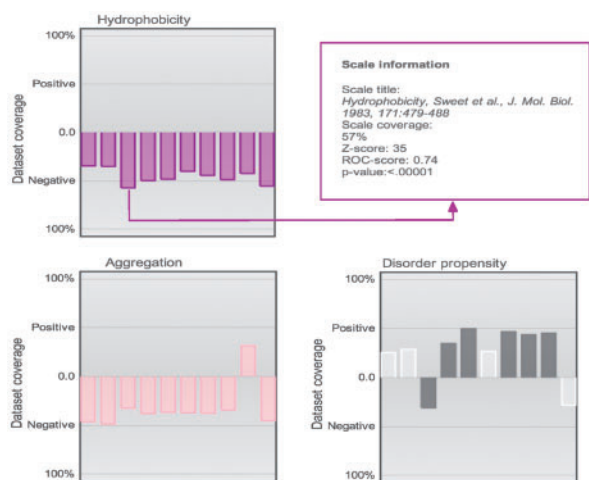 Hydrophobicity
100%
Positive
0.0
Negative
100%
Dataset coverage
Scale information
Scale title:
Hydrophobicity, Sweet et al., J. Mol. Biol.
1983, 171:479-488
Scale coverage:
57%
Z-score: 35
ROC-score: 0.74
p-value:<.00001
Aggregation
100%
Positive
0.0
Negative
100%
Dataset coverage
Disorder propensity
100%
Positive
0.0
Negative
100%
Dataset coverage